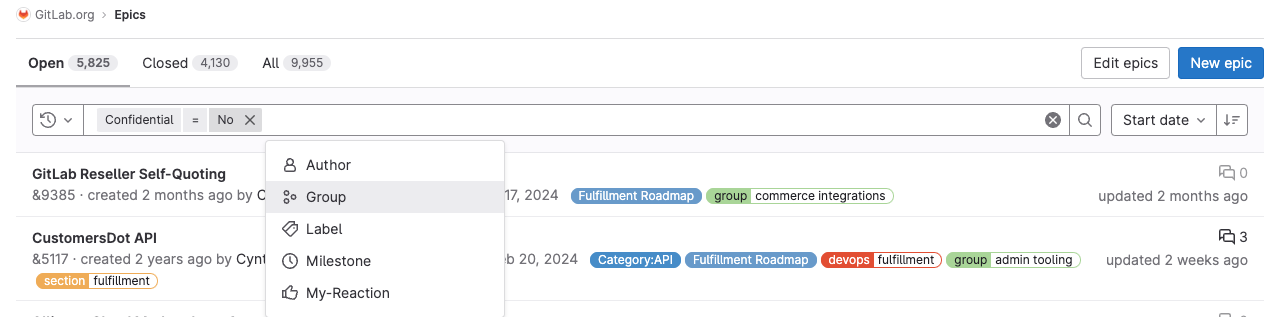 GitLab.org › Epics
Open 5,825 Closed 4,130 All 9,955 Edit epics New epic
Confidential = No Start date
Author
Group
Label
Milestone
My-Reaction
GitLab Reseller Self-Quoting 0
&9385 · created 2 months ago by 17, 2024 Fulfillment Roadmap group commerce integrations updated 2 months ago
CustomersDot API 3
&5117 · created 2 years ago by Cynt b 20, 2024 Category:API Fulfillment Roadmap devops fulfillment group admin tooling updated 2 weeks ago
section fulfillment